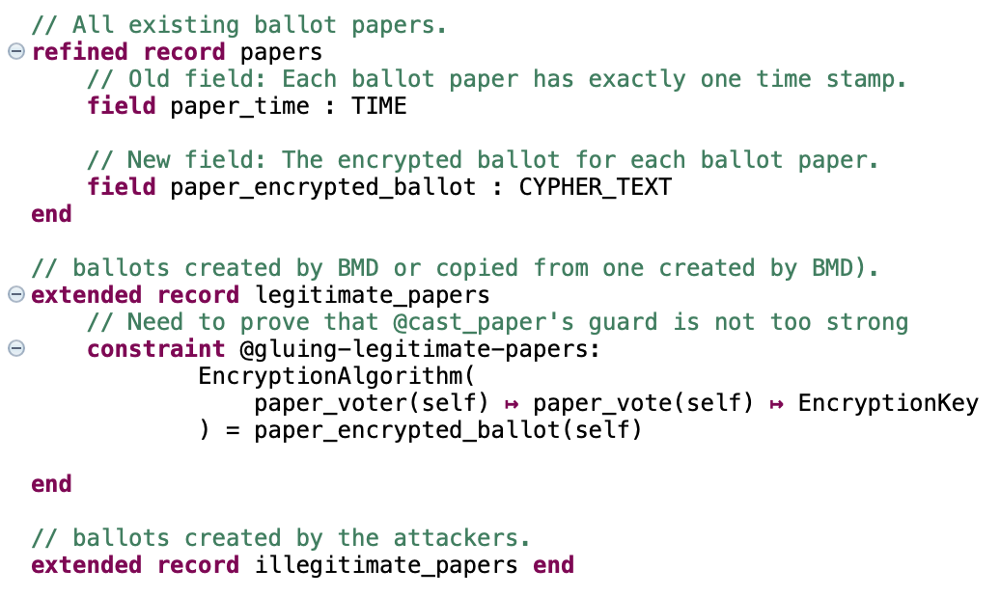 // All existing ballot papers.
refined record papers
// Old field: Each ballot paper has exactly one time stamp.
field paper_time : TIME
// New field: The encrypted ballot for each ballot paper.
field paper_encrypted_ballot : CYPHER_TEXT
end
// ballots created by BMD or copied from one created by BMD).
extended record legitimate_papers
// Need to prove that @cast_paper's guard is not too strong
constraint @gluing-legitimate-papers:
EncryptionAlgorithm(
paper_voter(self) ↦ paper_vote(self) ↦ EncryptionKey
) = paper_encrypted_ballot(self)
end
// ballots created by the attackers.
extended record illegitimate_papers end